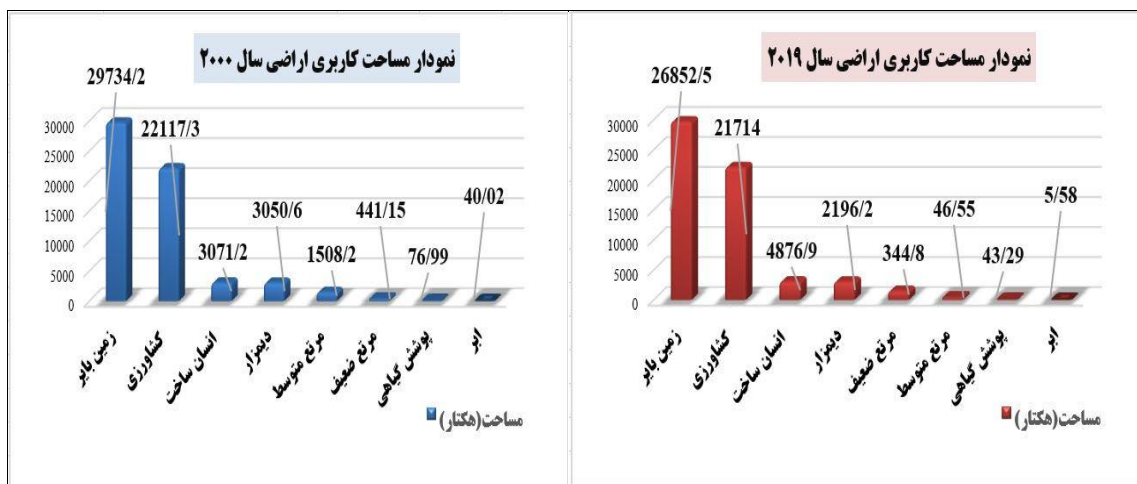 نمودار مساحت کاربری اراضی سال ۲۰۰۰
29734/2
22117/3
3071/2
3050/6
1508/2
441/15
76/99
40/02
30000
25000
20000
15000
10000
5000
0
زمین بایر
کشاورزی
انسان ساخت
دیمزار
مرتع متوسط
مرتع ضعیف
پوشش گیاهی
ابر
مساحت(هکتار)
نمودار مساحت کاربری اراضی سال ۲۰۱۹
26852/5
21714
4876/9
2196/2
344/8
46/55
43/29
5/58
30000
25000
20000
15000
10000
5000
0
زمین بایر
کشاورزی
انسان ساخت
دیمزار
مرتع ضعیف
مرتع متوسط
پوشش گیاهی
ابر
مساحت(هکتار)